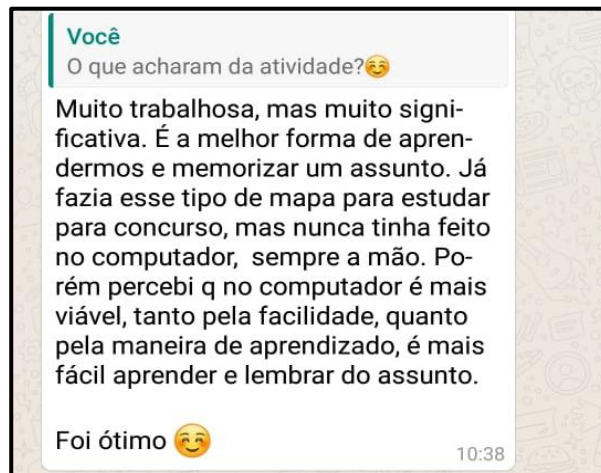 Você
O que acharam da atividade?☺️
Muito trabalhosa, mas muito signi-
ficativa. É a melhor forma de apren-
dermos e memorizar um assunto. Já
fazia esse tipo de mapa para estudar
para concurso, mas nunca tinha feito
no computador,  sempre a mão. Po-
rém percebi q no computador é mais
viável, tanto pela facilidade, quanto
pela maneira de aprendizado, é mais
fácil aprender e lembrar do assunto.
Foi ótimo ☺️
10:38